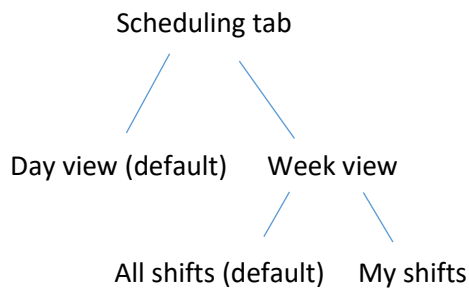 Scheduling tab
Day view (default) Week view
All shifts (default) My shifts